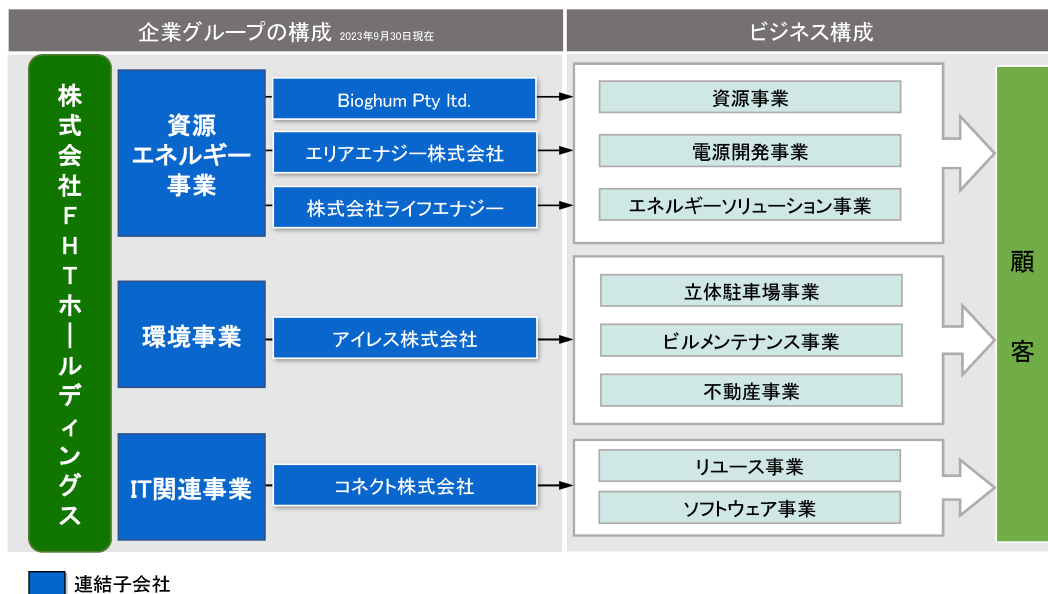 企業グループの構成 2023年9月30日現在
ビジネス構成
株式会社FHTホールディングス
資源
エネルギー
事業
Bioghum Pty ltd.
エリアエナジー株式会社
株式会社ライフエナジー
資源事業
電源開発事業
エネルギーソリューション事業
環境事業
アイレス株式会社
立体駐車場事業
ビルメンテナンス事業
不動産事業
IT関連事業
コネクト株式会社
リユース事業
ソフトウェア事業
顧客
連結子会社